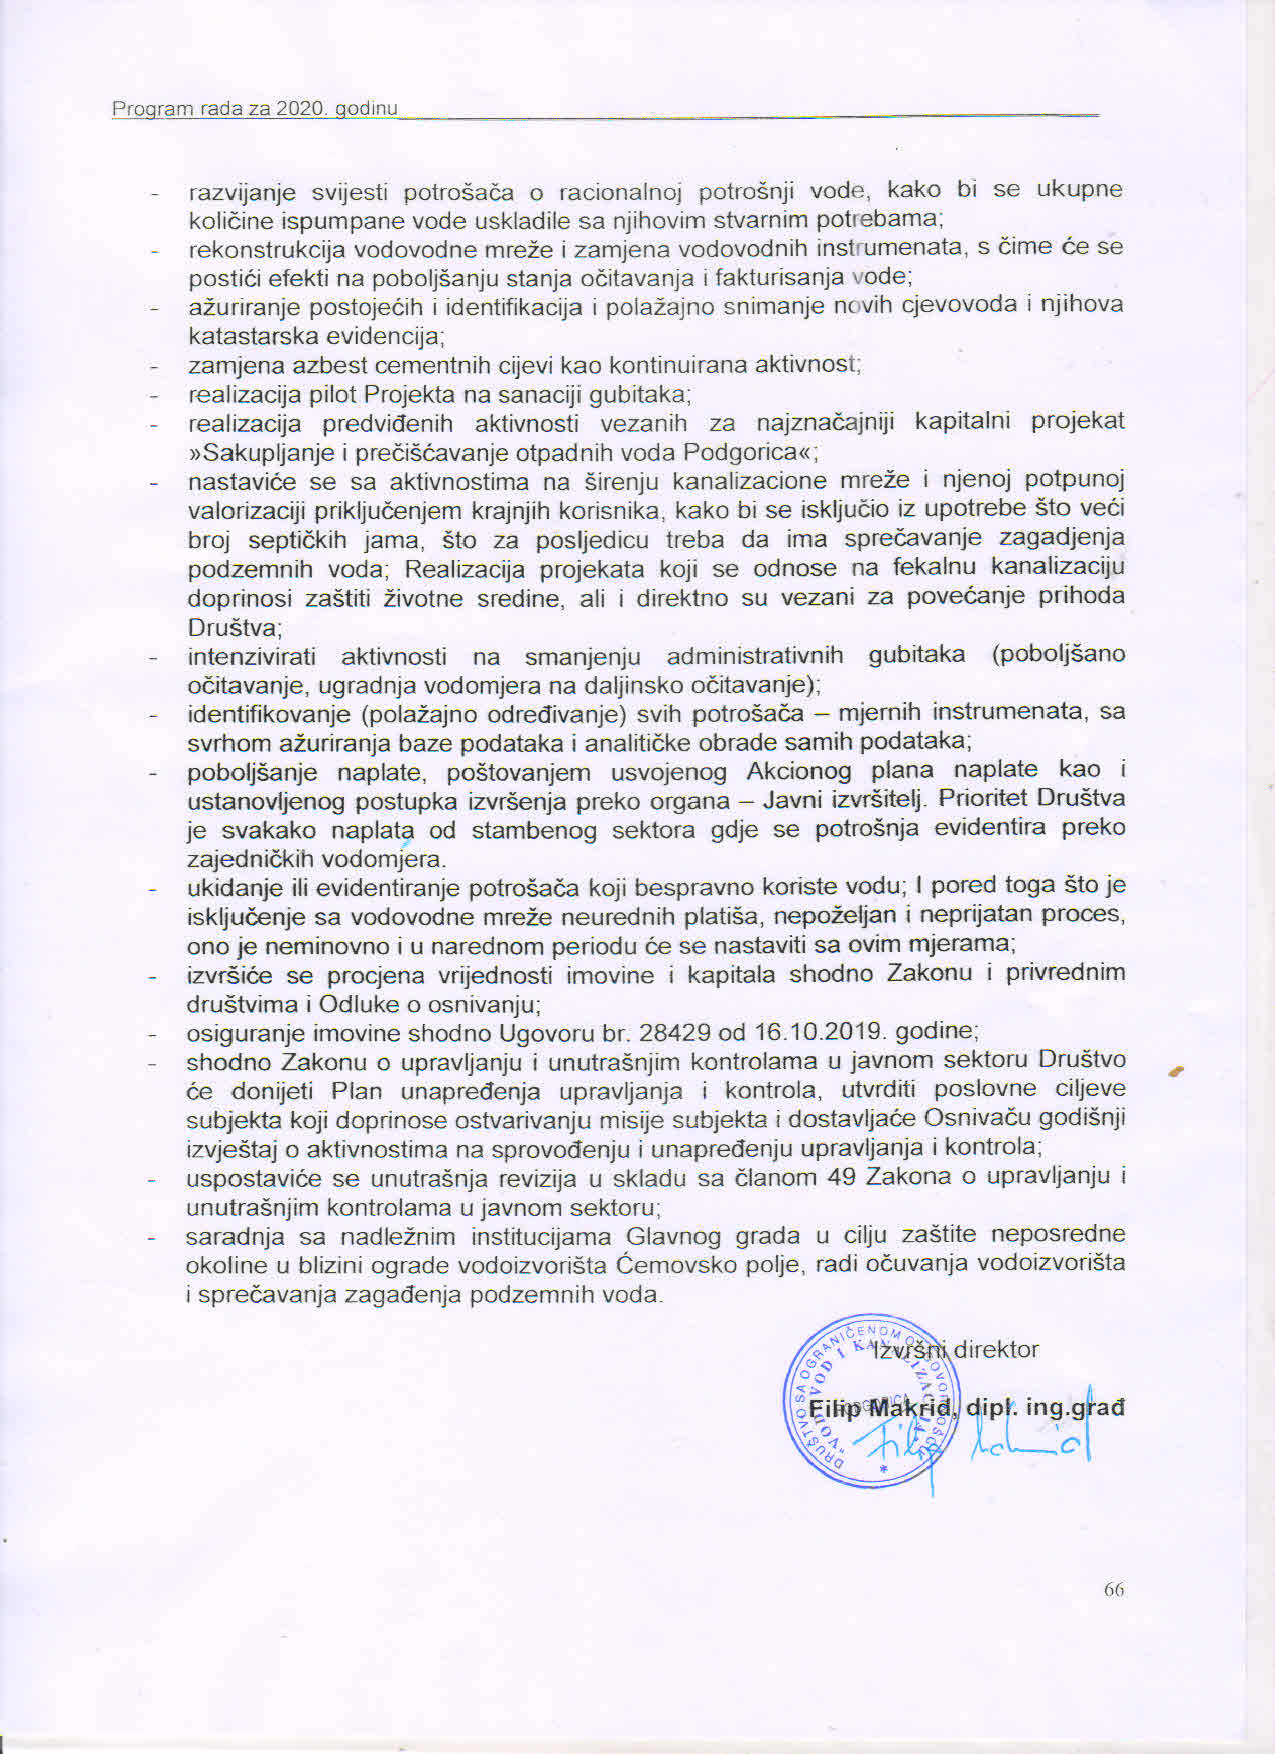 Program rada za 2020. godinu
- razvijanje svijesti potrošača o racionalnoj potrošnji vode, kako bi se ukupne
količine ispumpane vode uskladile sa njihovim stvarnim potrebama;
- rekonstrukcija vodovodne mreže i zamjena vodovodnih instrumenata, s čime će se
postići efekti na poboljšanju stanja očitavanja i fakturisanja vode;
- ažuriranje postojećih i identifikacija i polažajno snimanje novih cjevovoda i njihova
katastarska evidencija;
- zamjena azbest cementnih cijevi kao kontinuirana aktivnost;
- realizacija pilot Projekta na sanaciji gubitaka;
- realizacija predviđenih aktivnosti vezanih za najznačajniji kapitalni projekat
»Sakupljanje i prečišćavanje otpadnih voda Podgorica«;
- nastaviće se sa aktivnostima na širenju kanalizacione mreže i njenoj potpunoj
valorizaciji priključenjem krajnjih korisnika, kako bi se isključio iz upotrebe što veći
broj septičkih jama, što za posljedicu treba da ima sprečavanje zagadjenja
podzemnih voda; Realizacija projekata koji se odnose na fekalnu kanalizaciju
doprinosi zaštiti životne sredine, ali i direktno su vezani za povećanje prihoda
Društva;
- intenzivirati aktivnosti na smanjenju administrativnih gubitaka (poboljšano
očitavanje, ugradnja vodomjera na daljinsko očitavanje);
- identifikovanje (polažajno određivanje) svih potrošača – mjernih instrumenata, sa
svrhom ažuriranja baze podataka i analitičke obrade samih podataka;
- poboljšanje naplate, poštovanjem usvojenog Akcionog plana naplate kao i
ustanovljenog postupka izvršenja preko organa – Javni izvršitelj. Prioritet Društva
je svakako naplata od stambenog sektora gdje se potrošnja evidentira preko
zajedničkih vodomjera.
- ukidanje ili evidentiranje potrošača koji bespravno koriste vodu; I pored toga što je
isključenje sa vodovodne mreže neurednih platiša, nepoželjan i neprijatan proces,
ono je neminovno i u narednom periodu će se nastaviti sa ovim mjerama;
- izvršiće se procjena vrijednosti imovine i kapitala shodno Zakonu i privrednim
društvima i Odluke o osnivanju;
- osiguranje imovine shodno Ugovoru br. 28429 od 16.10.2019. godine;
- shodno Zakonu o upravljanju i unutrašnjim kontrolama u javnom sektoru Društvo
će donijeti Plan unapređenja upravljanja i kontrola, utvrditi poslovne ciljeve
subjekta koji doprinose ostvarivanju misije subjekta i dostavljaće Osnivaču godišnji
izvještaj o aktivnostima na sprovođenju i unapređenju upravljanja i kontrola;
- uspostaviće se unutrašnja revizija u skladu sa članom 49 Zakona o upravljanju i
unutrašnjim kontrolama u javnom sektoru;
- saradnja sa nadležnim institucijama Glavnog grada u cilju zaštite neposredne
okoline u blizini ograde vodoizvorišta Ćemovsko polje, radi očuvanja vodoizvorišta
i sprečavanja zagađenja podzemnih voda.
Izvršni direktor
Filip Makrid, dipl. ing.građ
DRUŠTVO SA OGRANIČENOM ODGOVORNOŠĆU
"VODOVOD I KANALIZACIJA"
PODGORICA
Filip Makrid
66